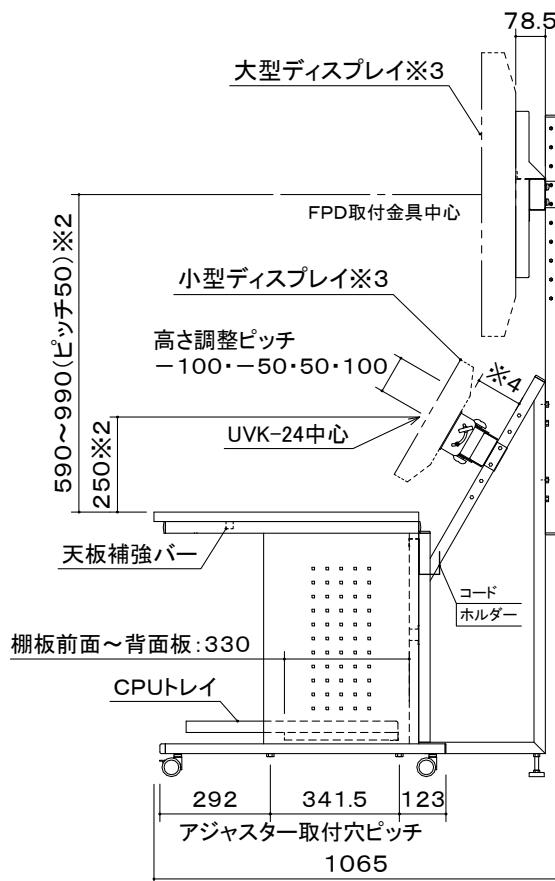 78.5
大型ディスプレイ※3
FPD取付金具中心
小型ディスプレイ※3
高さ調整ピッチ
－100・－50・50・100
※4
UVK-24中心
590～990(ピッチ50)※2
250※2
天板補強バー
コード
ホルダー
棚板前面～背面板：330
CPUトレイ
292
341.5
123
アジャスター取付穴ピッチ
1065